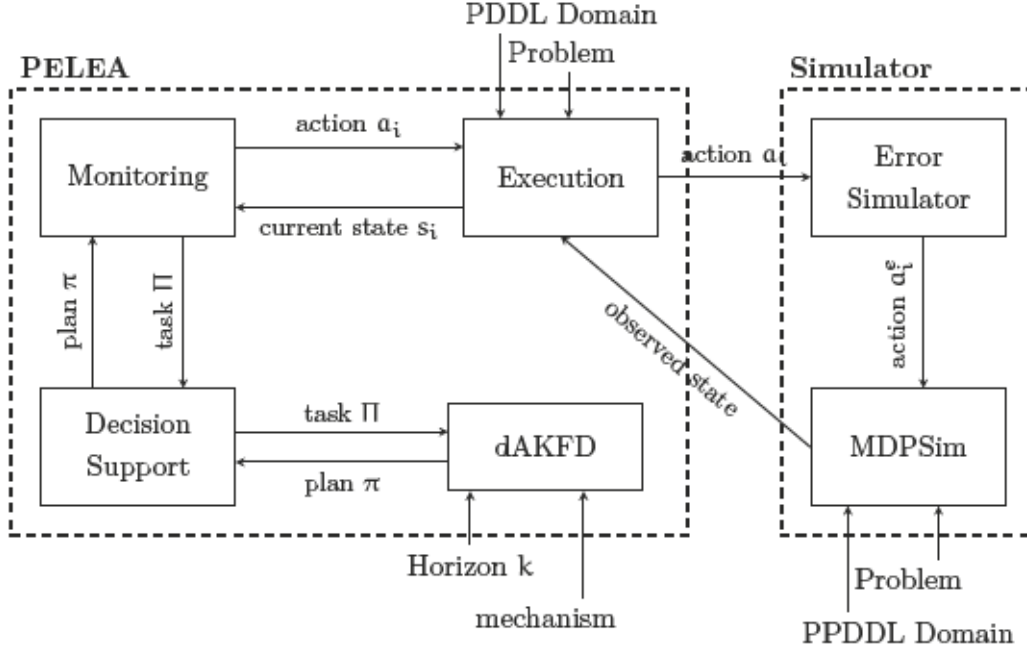 PDDL Domain
Problem
PELEA
Simulator
action aᵢ
Monitoring
Execution
action aᵢ
Error
Simulator
current state sᵢ
plan π
task Π
observed state
action aᵢᵉ
Decision
Support
task Π
plan π
dAKFD
MDPSim
Horizon k
mechanism
Problem
PPDDL Domain